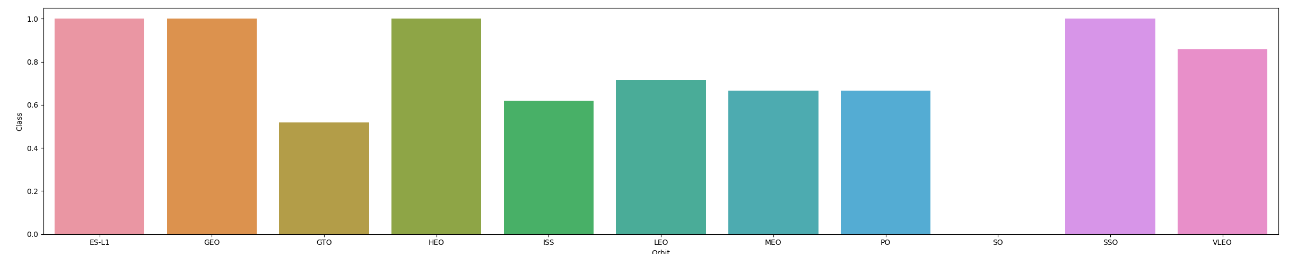 1.0
0.8
0.6
0.4
0.2
0.0
Class
ES-L1 GEO GTO HEO ISS LEO MEO PO SO SSO VLEO
Orbit